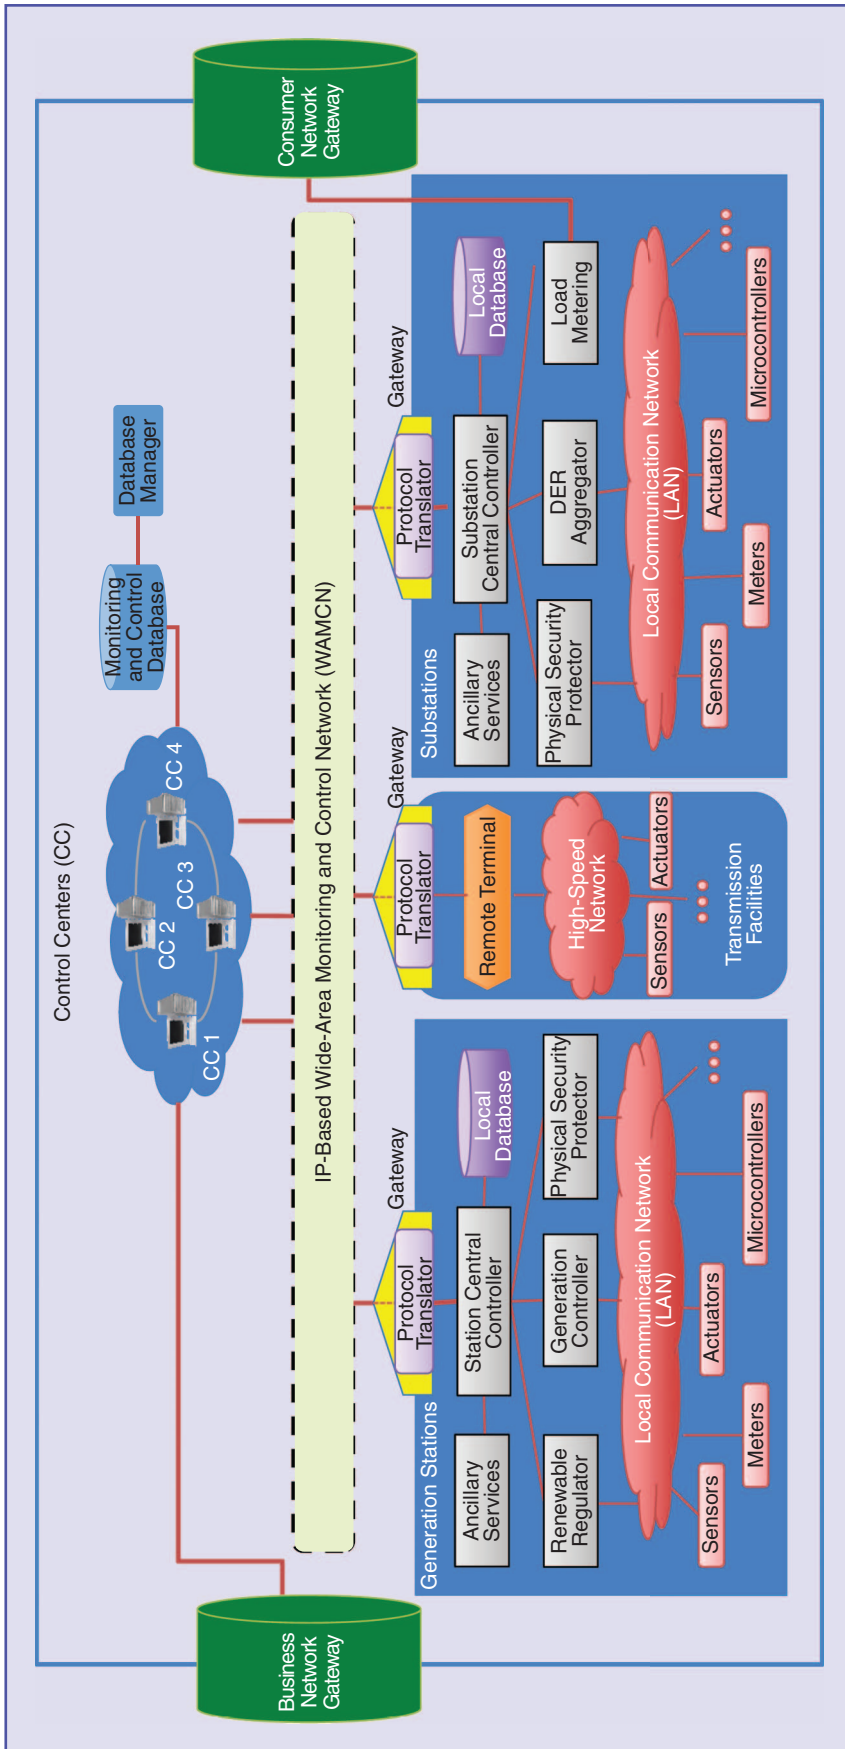 Control Centers (CC)
CC 1
CC 2
CC 3
CC 4
Monitoring
and Control
Database
Database
Manager
Business
Network
Gateway
Consumer
Network
Gateway
IP-Based Wide-Area Monitoring and Control Network (WAMCN)
Generation Stations
Protocol
Translator
Gateway
Ancillary
Services
Station Central
Controller
Local
Database
Renewable
Regulator
Generation
Controller
Physical Security
Protector
Local Communication Network
(LAN)
Sensors
Meters
Actuators
Microcontrollers
Protocol
Translator
Gateway
Remote Terminal
High-Speed
Network
Sensors
Actuators
Transmission
Facilities
Substations
Protocol
Translator
Gateway
Ancillary
Services
Substation
Central Controller
Local
Database
Physical Security
Protector
DER
Aggregator
Load
Metering
Local Communication Network
(LAN)
Sensors
Meters
Actuators
Microcontrollers